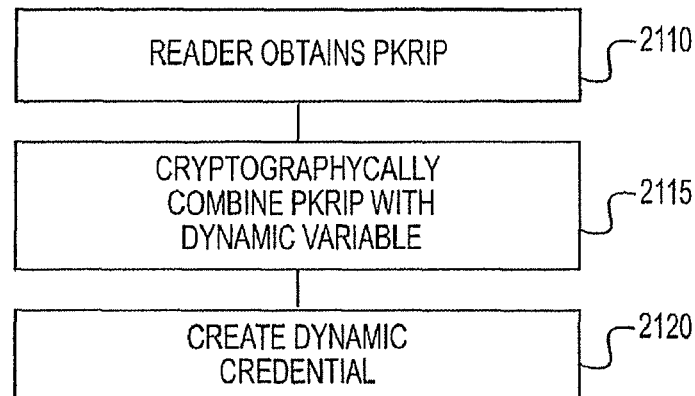 READER OBTAINS PKRIP
2110
CRYPTOGRAPHYCALLY
COMBINE PKRIP WITH
DYNAMIC VARIABLE
2115
CREATE DYNAMIC
CREDENTIAL
2120